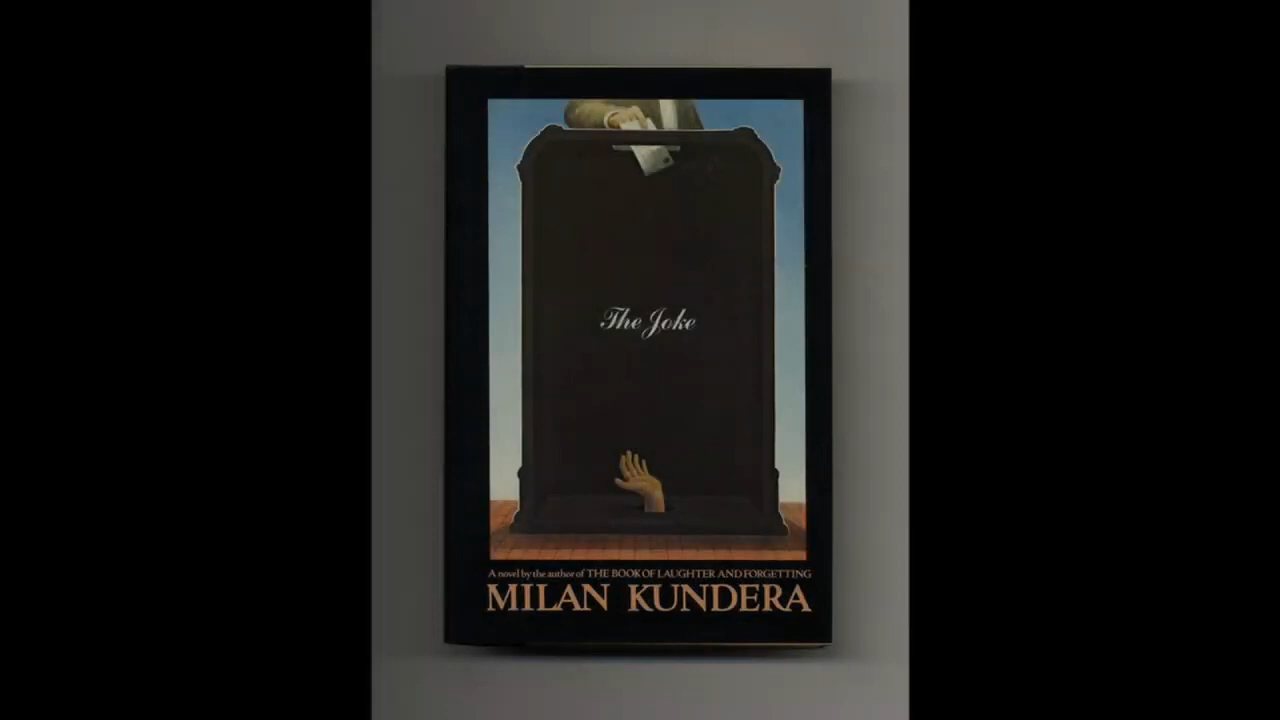 The Joke
A novel by the author of THE BOOK OF LAUGHTER AND FORGETTING
MILAN KUNDERA